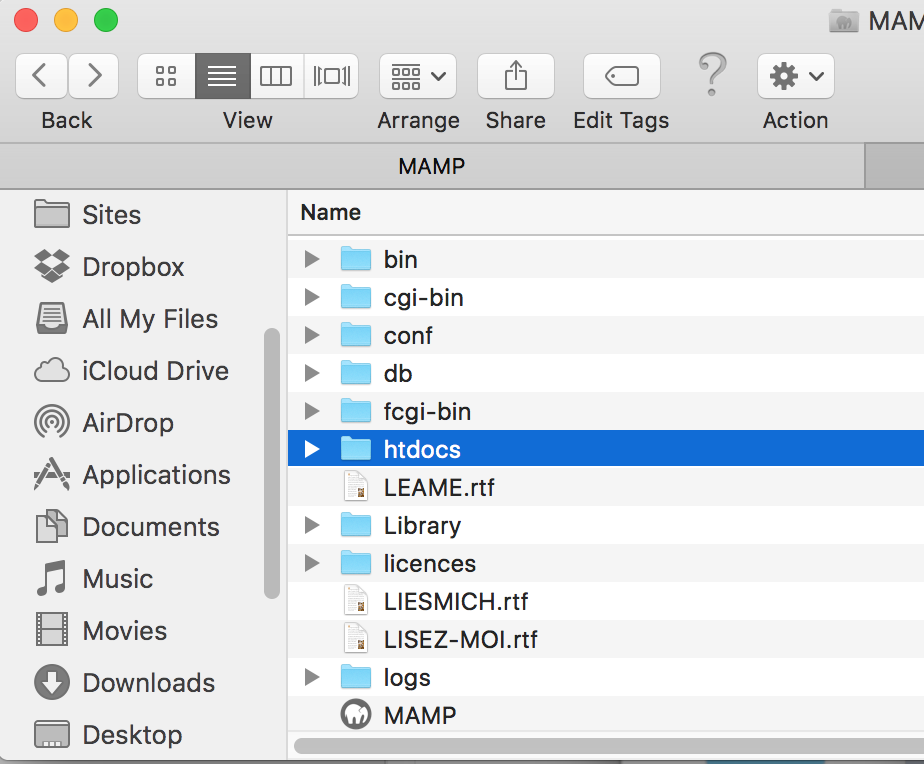 MAM
Back
View
Arrange
Share
Edit Tags
Action
MAMP
Sites
Dropbox
All My Files
iCloud Drive
AirDrop
Applications
Documents
Music
Movies
Downloads
Desktop
Name
bin
cgi-bin
conf
db
fcgi-bin
htdocs
LEAME.rtf
Library
licences
LIESMICH.rtf
LISEZ-MOI.rtf
logs
MAMP